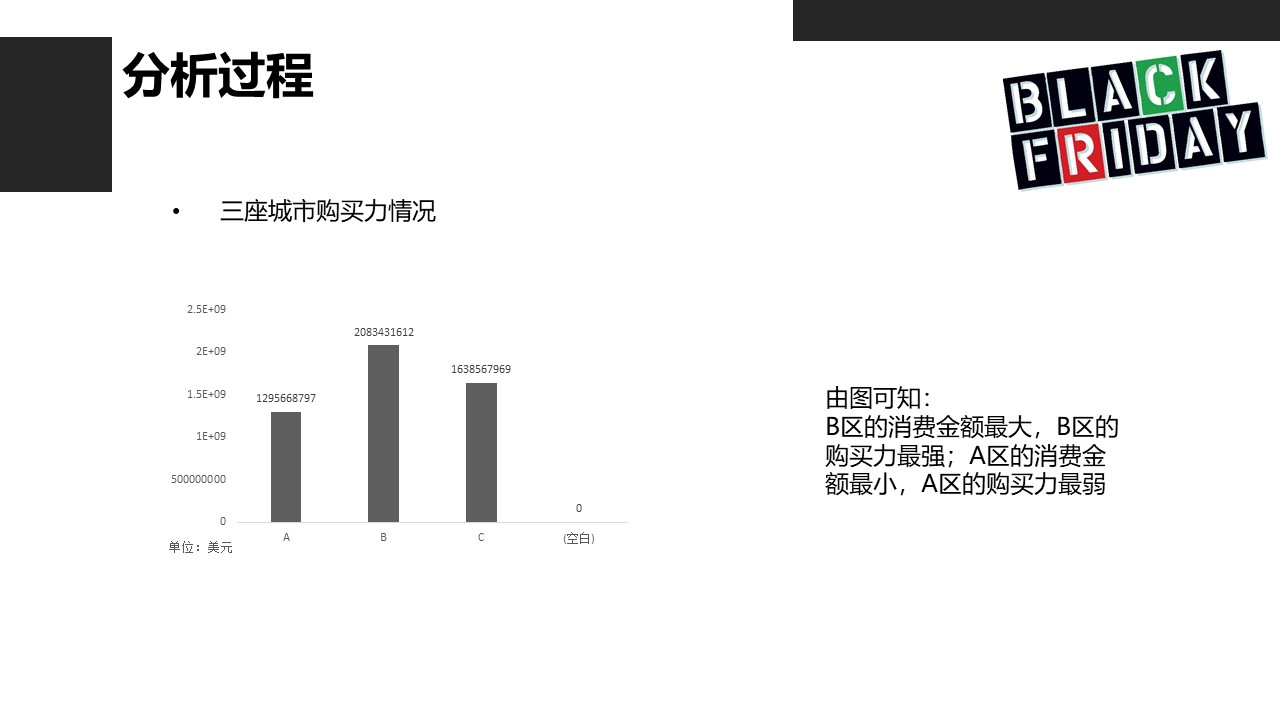 分析过程
BLACK
FRIDAY
• 三座城市购买力情况
2.5E+09
2E+09
1.5E+09
1E+09
500000000
0
1295668797
2083431612
1638567969
0
A
B
C
(空白)
单位：美元
由图可知：
B区的消费金额最大，B区的
购买力最强；A区的消费金
额最小，A区的购买力最弱